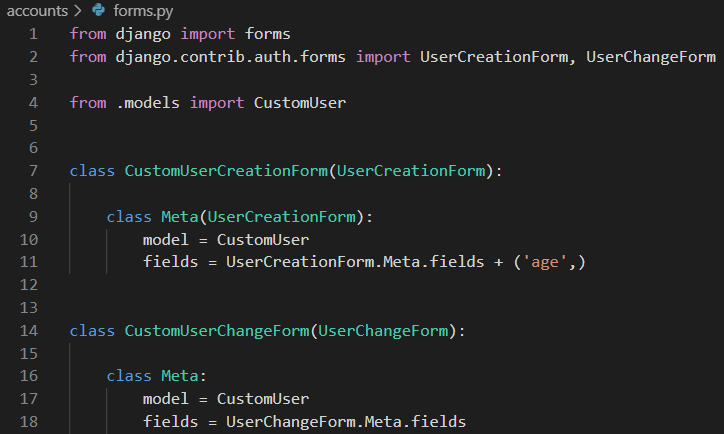 accounts > forms.py
1 from django import forms
2 from django.contrib.auth.forms import UserCreationForm, UserChangeForm
3
4 from .models import CustomUser
5
6
7 class CustomUserCreationForm(UserCreationForm):
8
9     class Meta(UserCreationForm):
10         model = CustomUser
11         fields = UserCreationForm.Meta.fields + ('age',)
12
13
14 class CustomUserChangeForm(UserChangeForm):
15
16     class Meta:
17         model = CustomUser
18         fields = UserChangeForm.Meta.fields